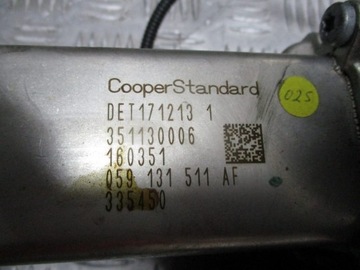 CooperStandard
DET171213 1
351130006
160351
059 131 511 AF
335450
025